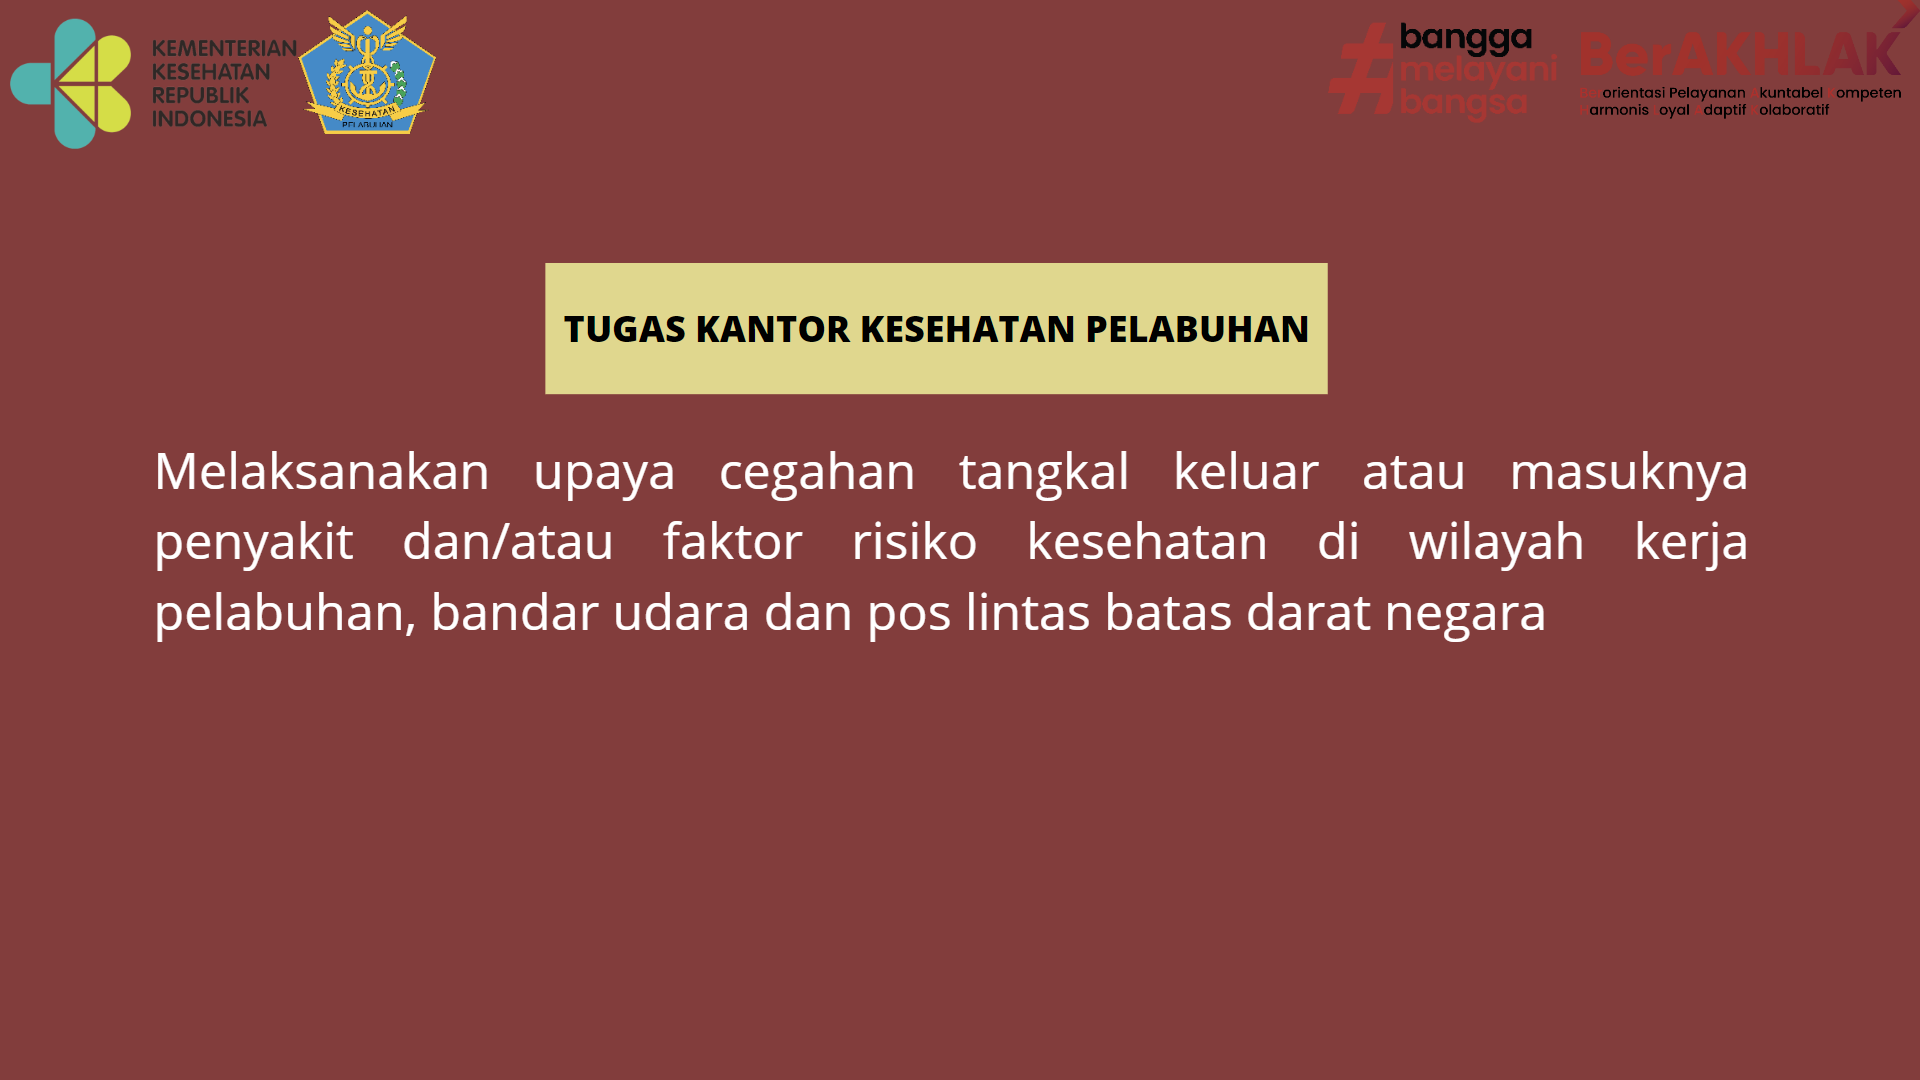 KEMENTERIAN
KESEHATAN
REPUBLIK
INDONESIA
KESEHATAN
PELABUHAN
#bangga
melayani
bangsa
BerAKHLAK
orientasi Pelayanan kuntabel ompeten
armonis oyal daptif olaboratif
TUGAS KANTOR KESEHATAN PELABUHAN
Melaksanakan upaya cegahan tangkal keluar atau masuknya
penyakit dan/atau faktor risiko kesehatan di wilayah kerja
pelabuhan, bandar udara dan pos lintas batas darat negara